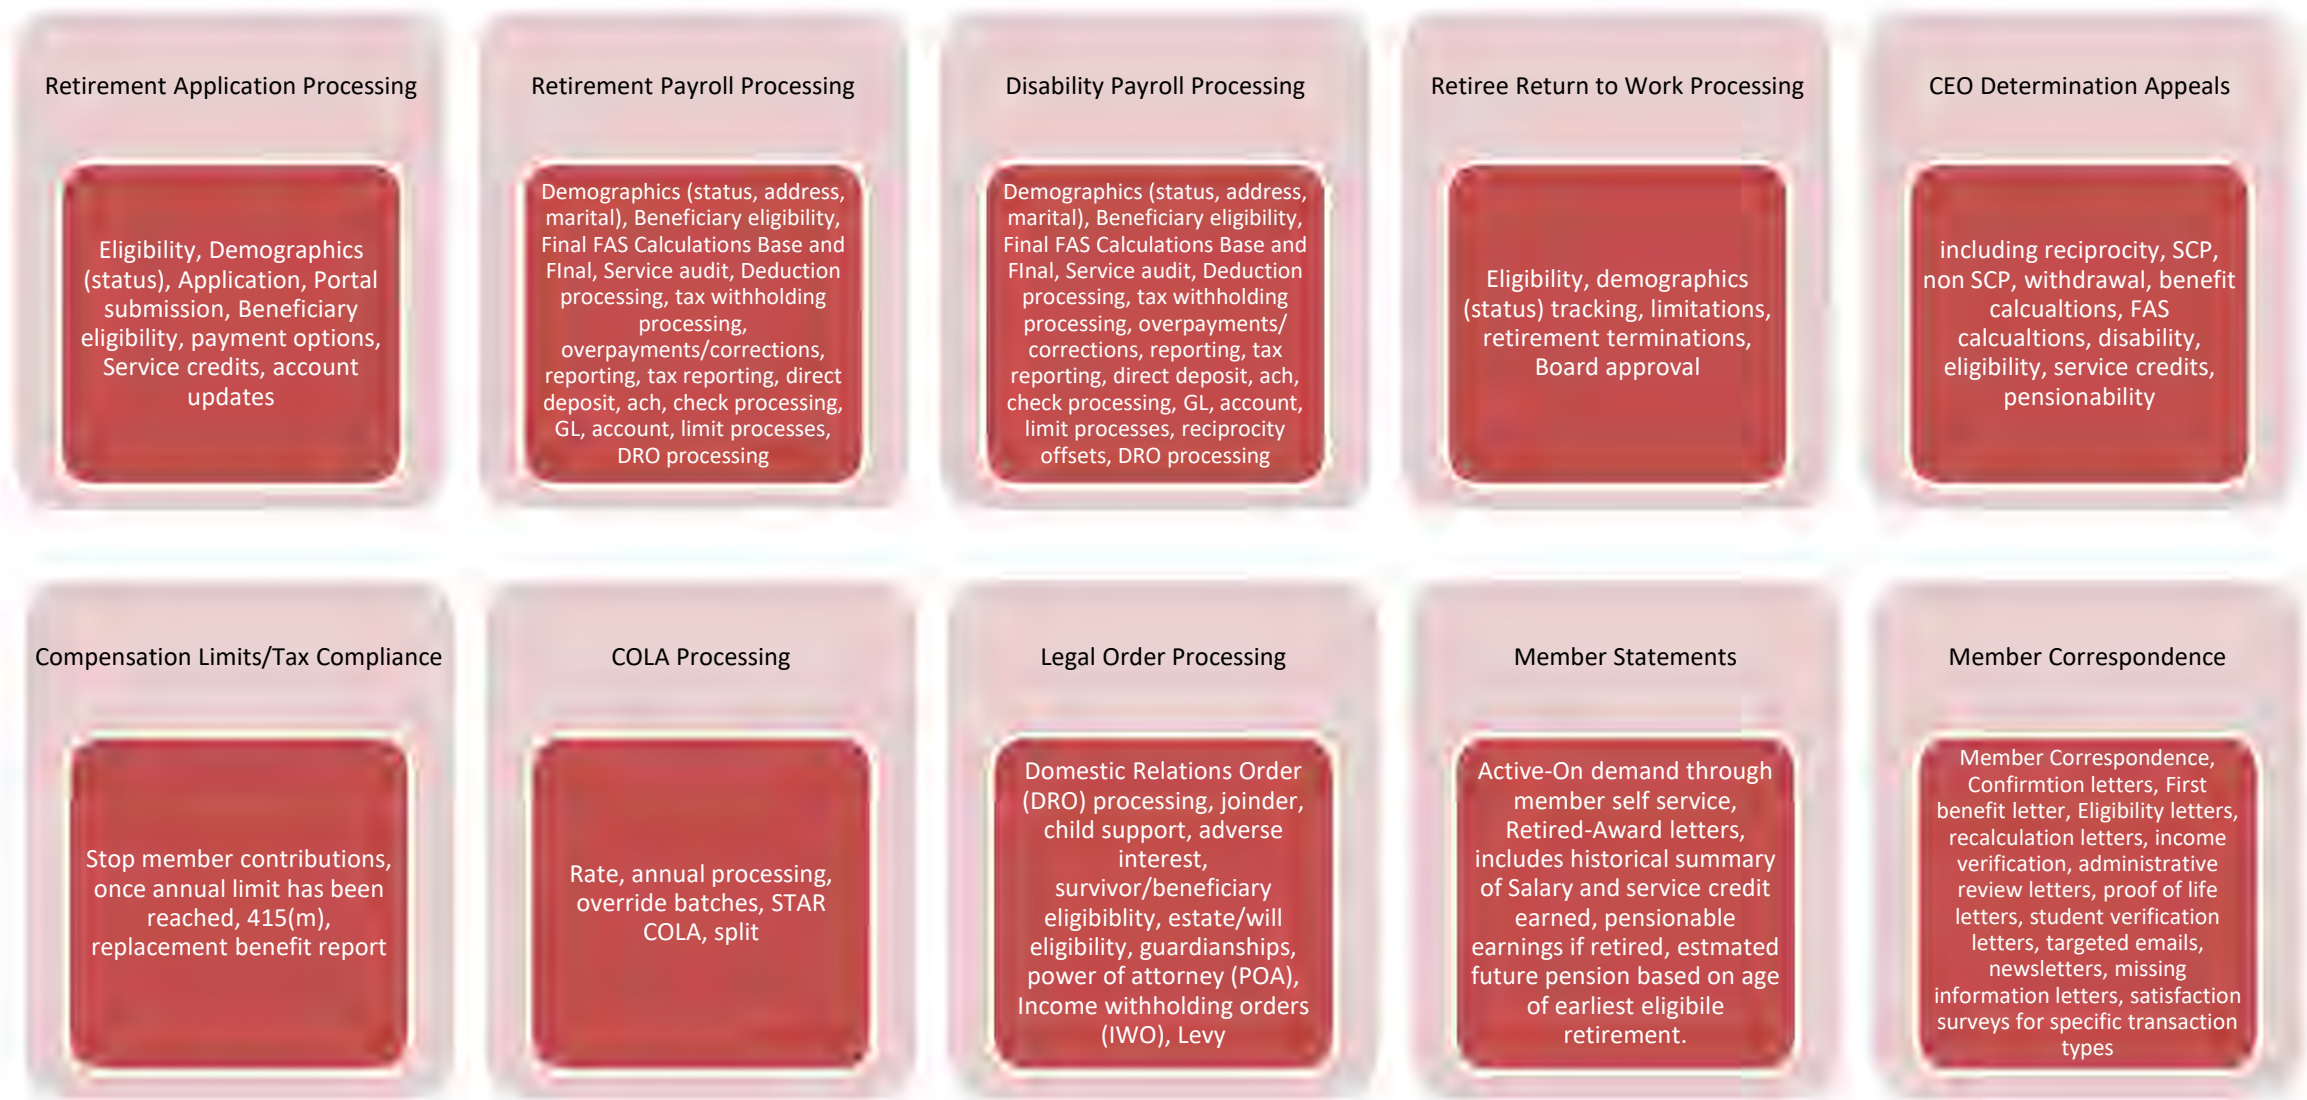 Retirement Application Processing
Eligibility, Demographics
(status), Application, Portal
submission, Beneficiary
eligibility, payment options,
Service credits, account
updates
Retirement Payroll Processing
Demographics (status, address,
marital), Beneficiary eligibility,
Final FAS Calculations Base and
FInal, Service audit, Deduction
processing, tax withholding
processing,
overpayments/corrections,
reporting, tax reporting, direct
deposit, ach, check processing,
GL, account, limit processes,
DRO processing
Disability Payroll Processing
Demographics (status, address,
marital), Beneficiary eligibility,
Final FAS Calculations Base and
FInal, Service audit, Deduction
processing, tax withholding
processing, overpayments/
corrections, reporting, tax
reporting, direct deposit, ach,
check processing, GL, account,
limit processes, reciprocity
offsets, DRO processing
Retiree Return to Work Processing
Eligibility, demographics
(status) tracking, limitations,
retirement terminations,
Board approval
CEO Determination Appeals
including reciprocity, SCP,
non SCP, withdrawal, benefit
calcualtions, FAS
calcualtions, disability,
eligibility, service credits,
pensionability
Compensation Limits/Tax Compliance
Stop member contributions,
once annual limit has been
reached, 415(m),
replacement benefit report
COLA Processing
Rate, annual processing,
override batches, STAR
COLA, split
Legal Order Processing
Domestic Relations Order
(DRO) processing, joinder,
child support, adverse
interest,
survivor/beneficiary
eligibiblity, estate/will
eligibility, guardianships,
power of attorney (POA),
Income withholding orders
(IWO), Levy
Member Statements
Active-On demand through
member self service,
Retired-Award letters,
includes historical summary
of Salary and service credit
earned, pensionable
earnings if retired, estmated
future pension based on age
of earliest eligibile
retirement.
Member Correspondence
Member Correspondence,
Confirmtion letters, First
benefit letter, Eligibility letters,
recalculation letters, income
verification, administrative
review letters, proof of life
letters, student verification
letters, targeted emails,
newsletters, missing
information letters, satisfaction
surveys for specific transaction
types